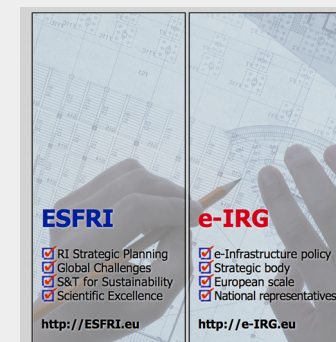 ESFRI
RI Strategic Planning
Global Challenges
S&T for Sustainability
Scientific Excellence
http://ESFRI.eu
e-IRG
e-Infrastructure policy
Strategic body
European scale
National representatives
http://e-IRG.eu